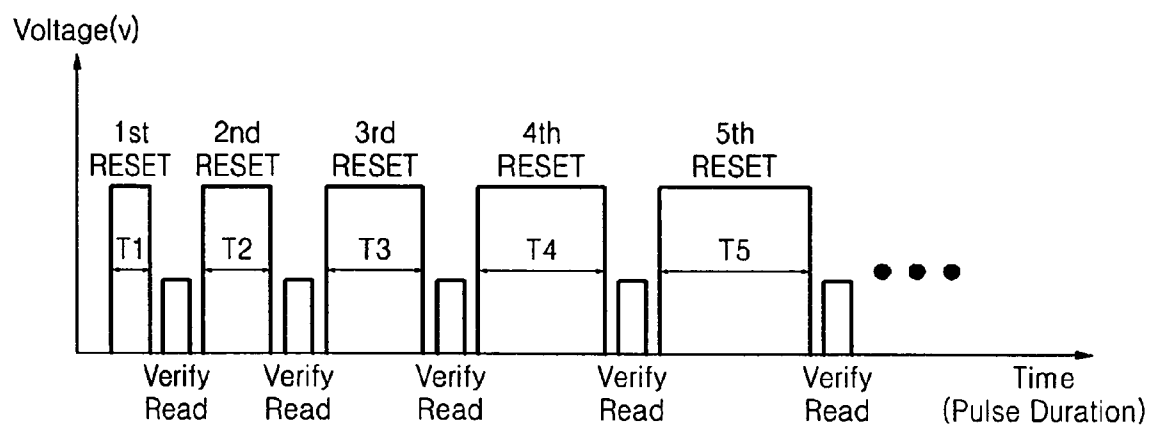 Voltage(v)
1st
RESET
2nd
RESET
3rd
RESET
4th
RESET
5th
RESET
T1
T2
T3
T4
T5
Verify
Read
Verify
Read
Verify
Read
Verify
Read
Verify
Read
Time
(Pulse Duration)